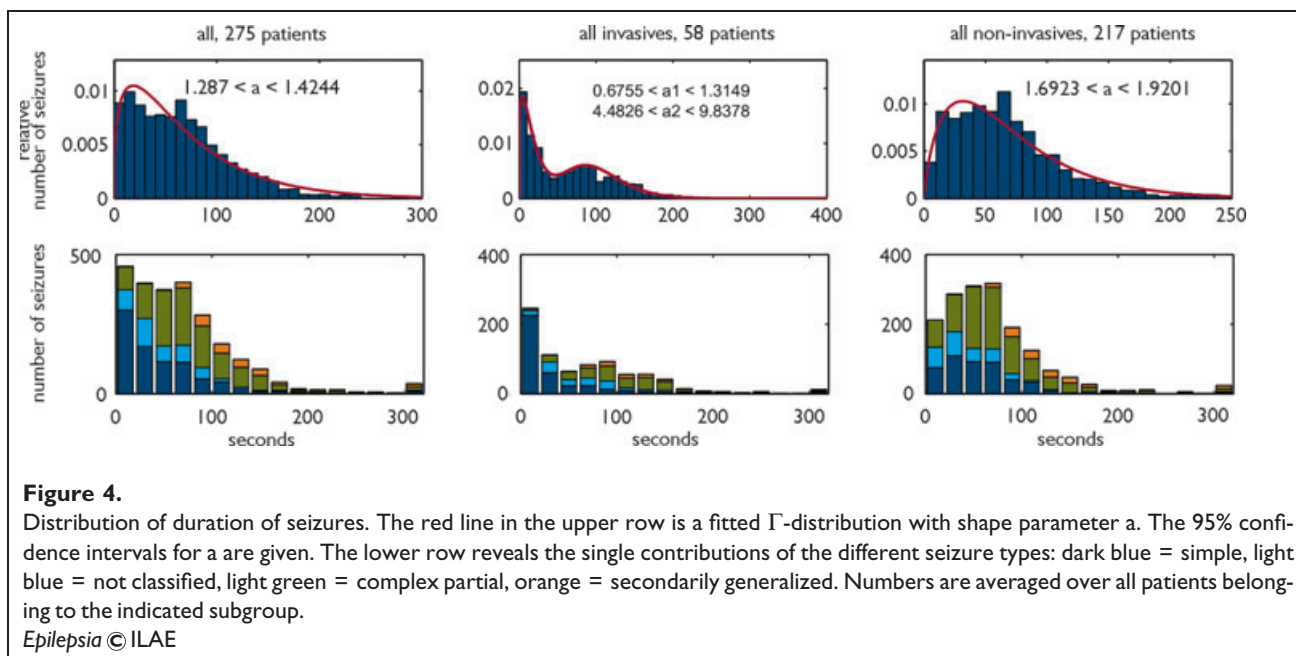 all, 275 patients
all invasives, 58 patients
all non-invasives, 217 patients
relative
number of seizures
0.01
0.005
0
1.287 < a < 1.4244
0 100 200 300
0.02
0.01
0
0.6755 < a1 < 1.3149
4.4826 < a2 < 9.8378
0 100 200 300 400
0.01
0.005
0
1.6923 < a < 1.9201
0 50 100 150 200 250
number of seizures
500
0
0 100 200 300
seconds
400
200
0
0 100 200 300
seconds
400
200
0
0 100 200 300
seconds
Figure 4.
Distribution of duration of seizures. The red line in the upper row is a fitted Γ-distribution with shape parameter a. The 95% confi-
dence intervals for a are given. The lower row reveals the single contributions of the different seizure types: dark blue = simple, light
blue = not classified, light green = complex partial, orange = secondarily generalized. Numbers are averaged over all patients belong-
ing to the indicated subgroup.
Epilepsia © ILAE